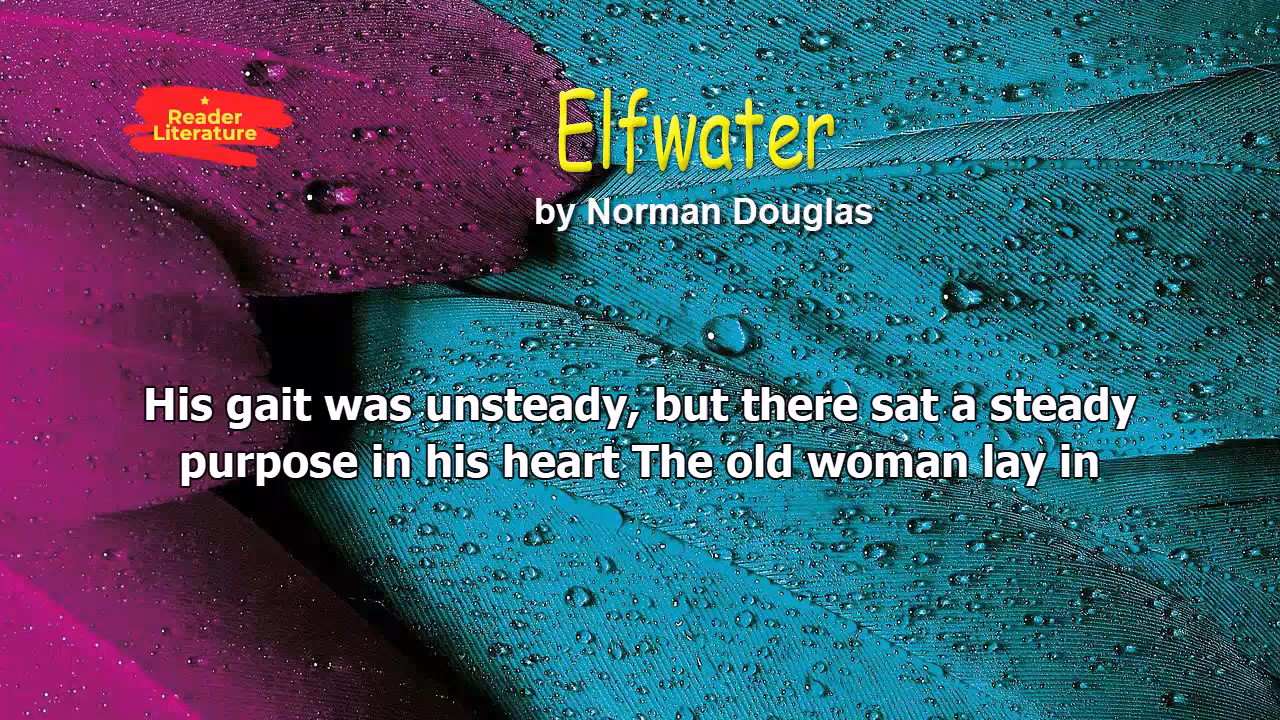 Reader
Literature
Elfwater
by Norman Douglas
His gait was unsteady, but there sat a steady
purpose in his heart The old woman lay in